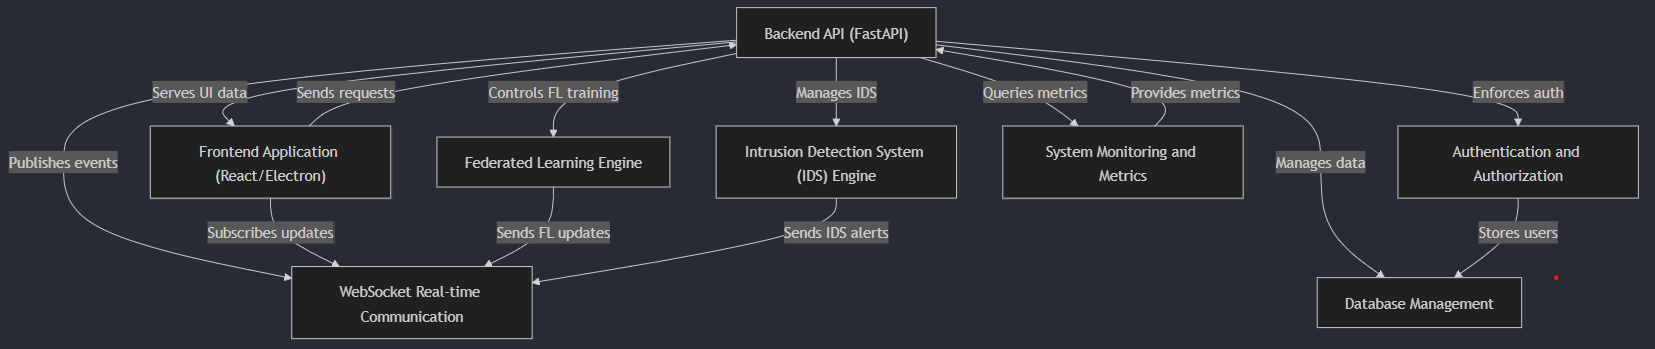 Backend API (FastAPI)
Serves UI data
Sends requests
Controls FL training
Manages IDS
Queries metrics
Provides metrics
Enforces auth
Publishes events
Frontend Application
(React/Electron)
Federated Learning Engine
Intrusion Detection System
(IDS) Engine
System Monitoring and
Metrics
Manages data
Authentication and
Authorization
Subscribes updates
Sends FL updates
Sends IDS alerts
Stores users
WebSocket Real-time
Communication
Database Management